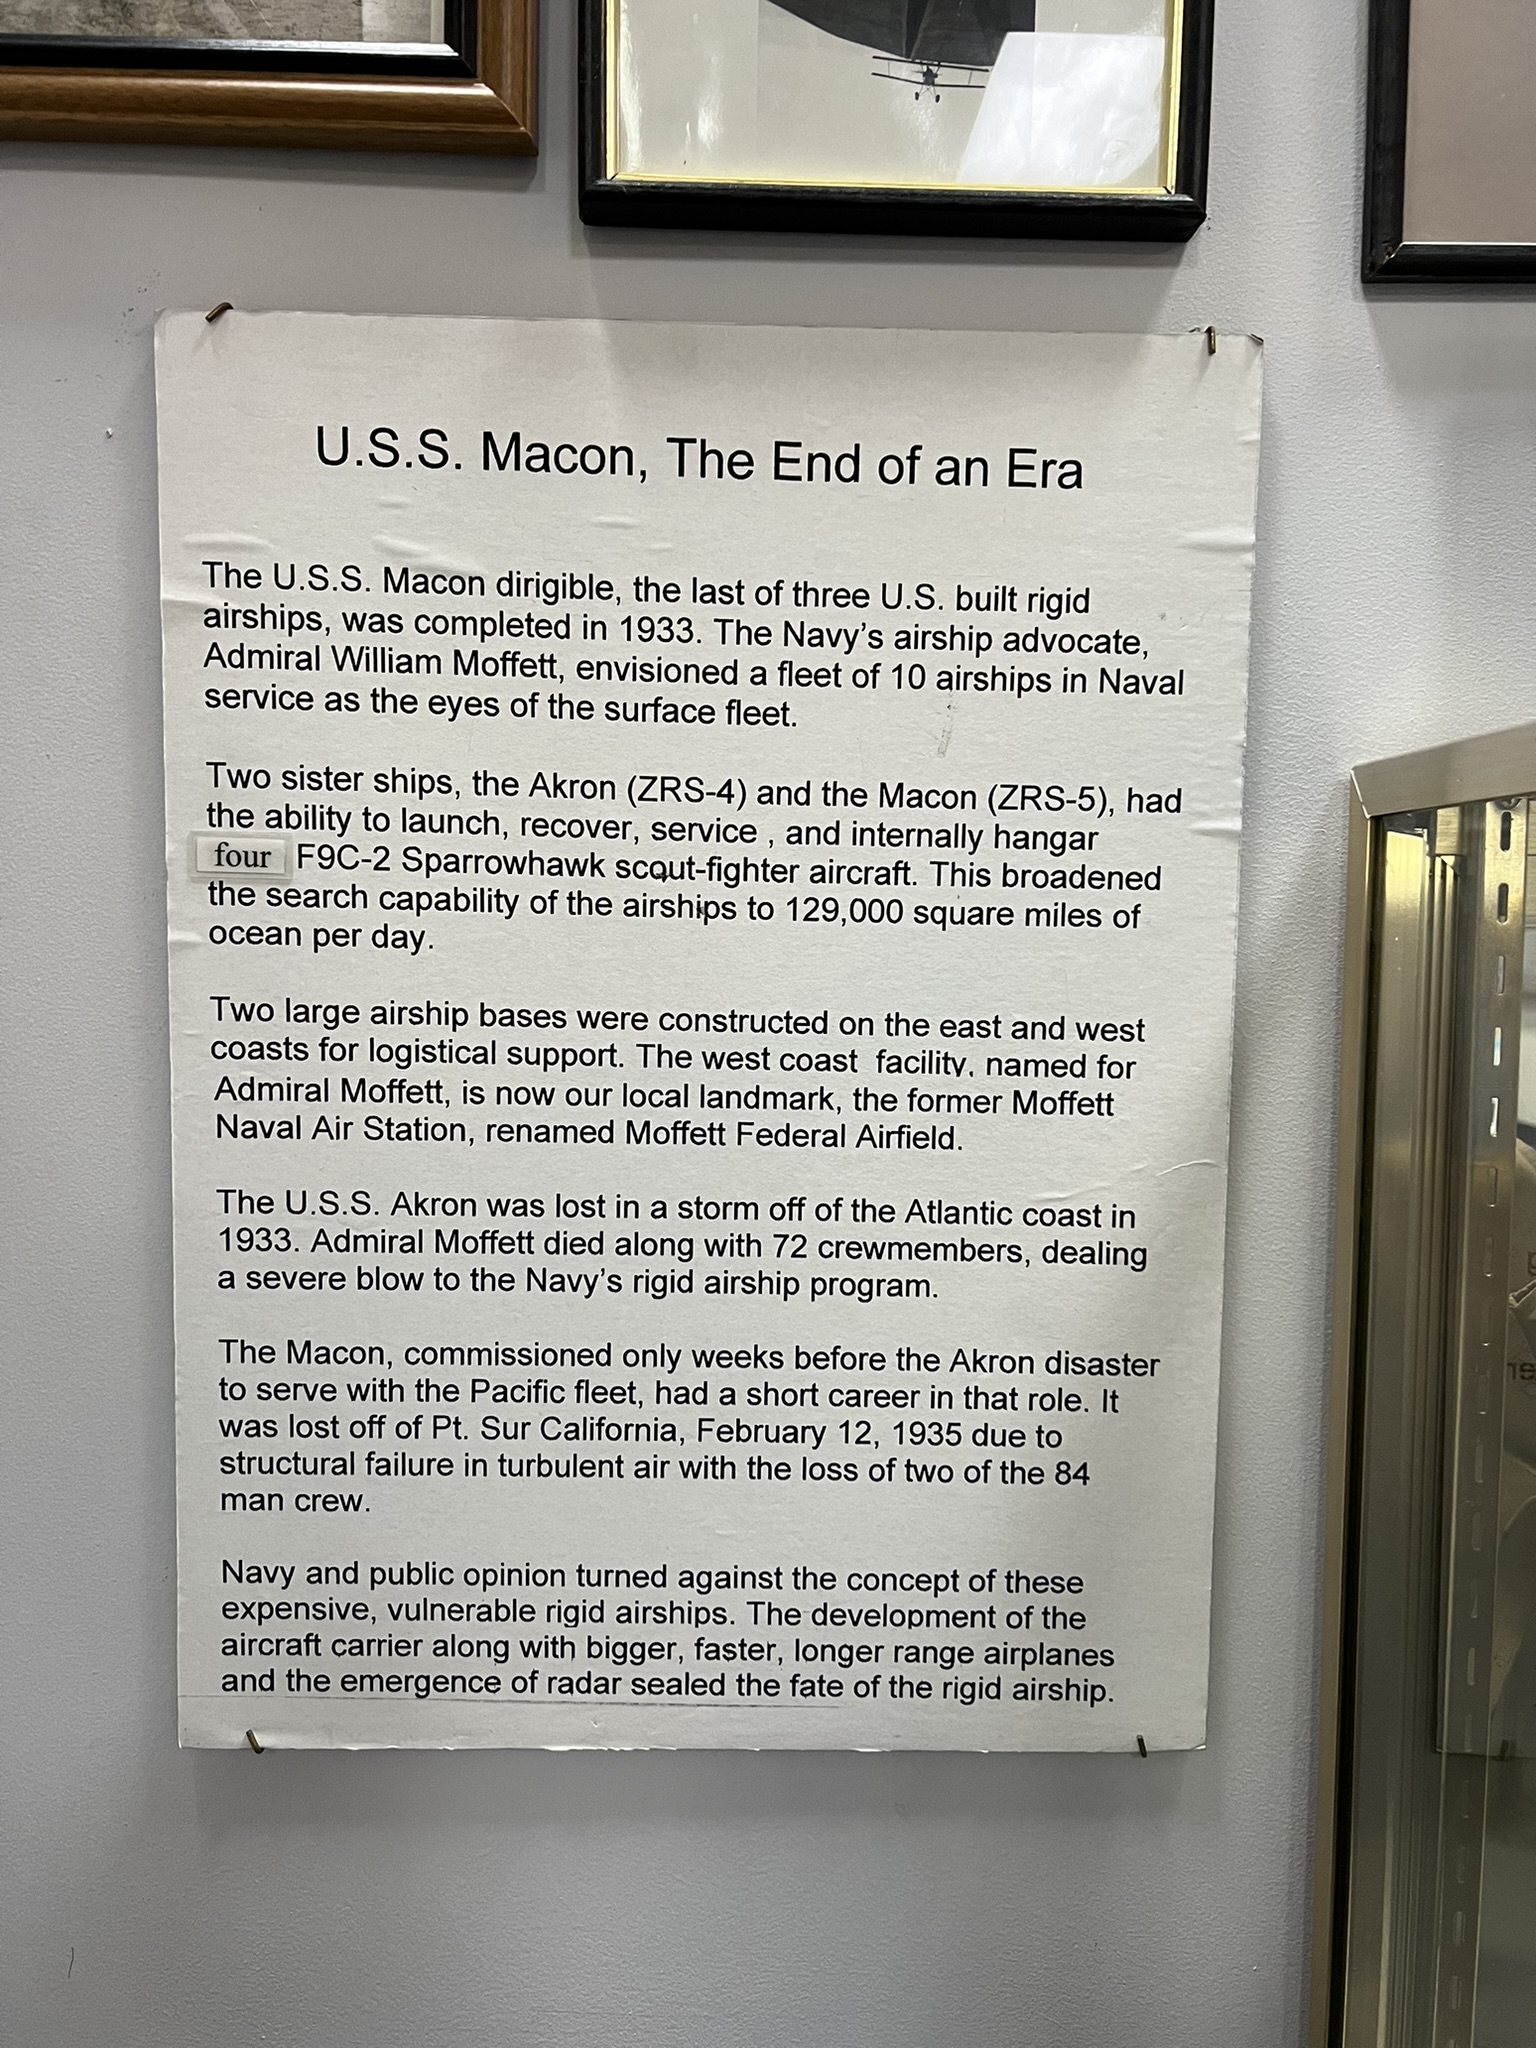 U.S.S. Macon, The End of an Era
The U.S.S. Macon dirigible, the last of three U.S. built rigid
airships, was completed in 1933. The Navy's airship advocate,
Admiral William Moffett, envisioned a fleet of 10 airships in Naval
service as the eyes of the surface fleet.
Two sister ships, the Akron (ZRS-4) and the Macon (ZRS-5), had
the ability to launch, recover, service , and internally hangar
four F9C-2 Sparrowhawk scout-fighter aircraft. This broadened
the search capability of the airships to 129,000 square miles of
ocean per day.
Two large airship bases were constructed on the east and west
coasts for logistical support. The west coast facility, named for
Admiral Moffett, is now our local landmark, the former Moffett
Naval Air Station, renamed Moffett Federal Airfield.
The U.S.S. Akron was lost in a storm off of the Atlantic coast in
1933. Admiral Moffett died along with 72 crewmembers, dealing
a severe blow to the Navy's rigid airship program.
The Macon, commissioned only weeks before the Akron disaster
to serve with the Pacific fleet, had a short career in that role. It
was lost off of Pt. Sur California, February 12, 1935 due to
structural failure in turbulent air with the loss of two of the 84
man crew.
Navy and public opinion turned against the concept of these
expensive, vulnerable rigid airships. The development of the
aircraft carrier along with bigger, faster, longer range airplanes
and the emergence of radar sealed the fate of the rigid airship.